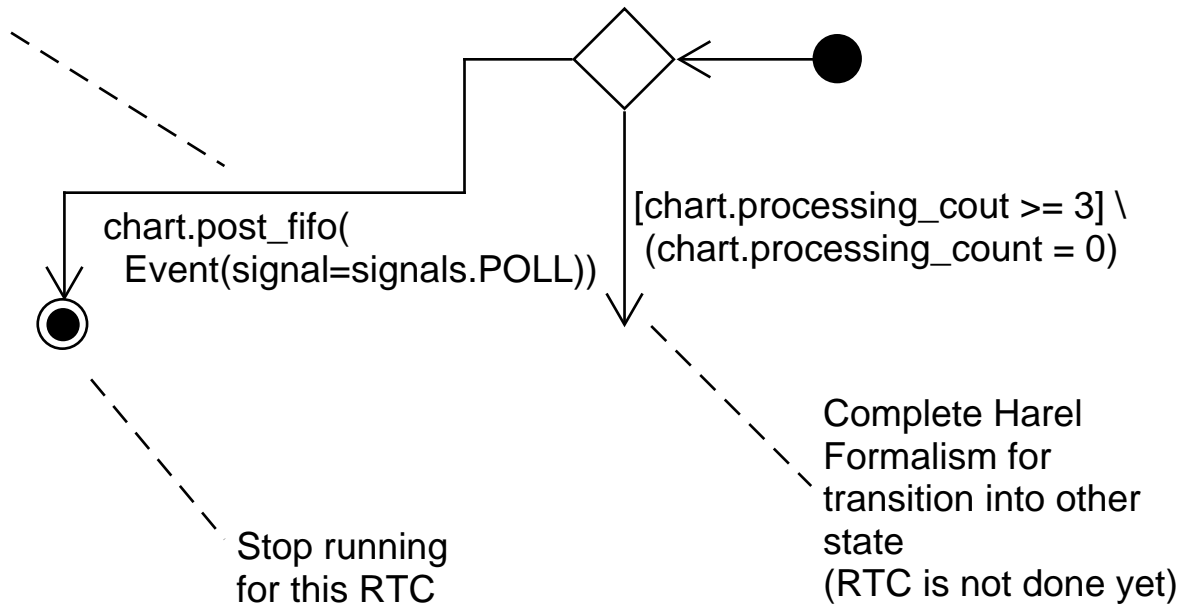 chart.post_fifo(
Event(signal=signals.POLL))
[chart.processing_cout >= 3] \
(chart.processing_count = 0)
Complete Harel
Formalism for
transition into other
state
(RTC is not done yet)
Stop running
for this RTC